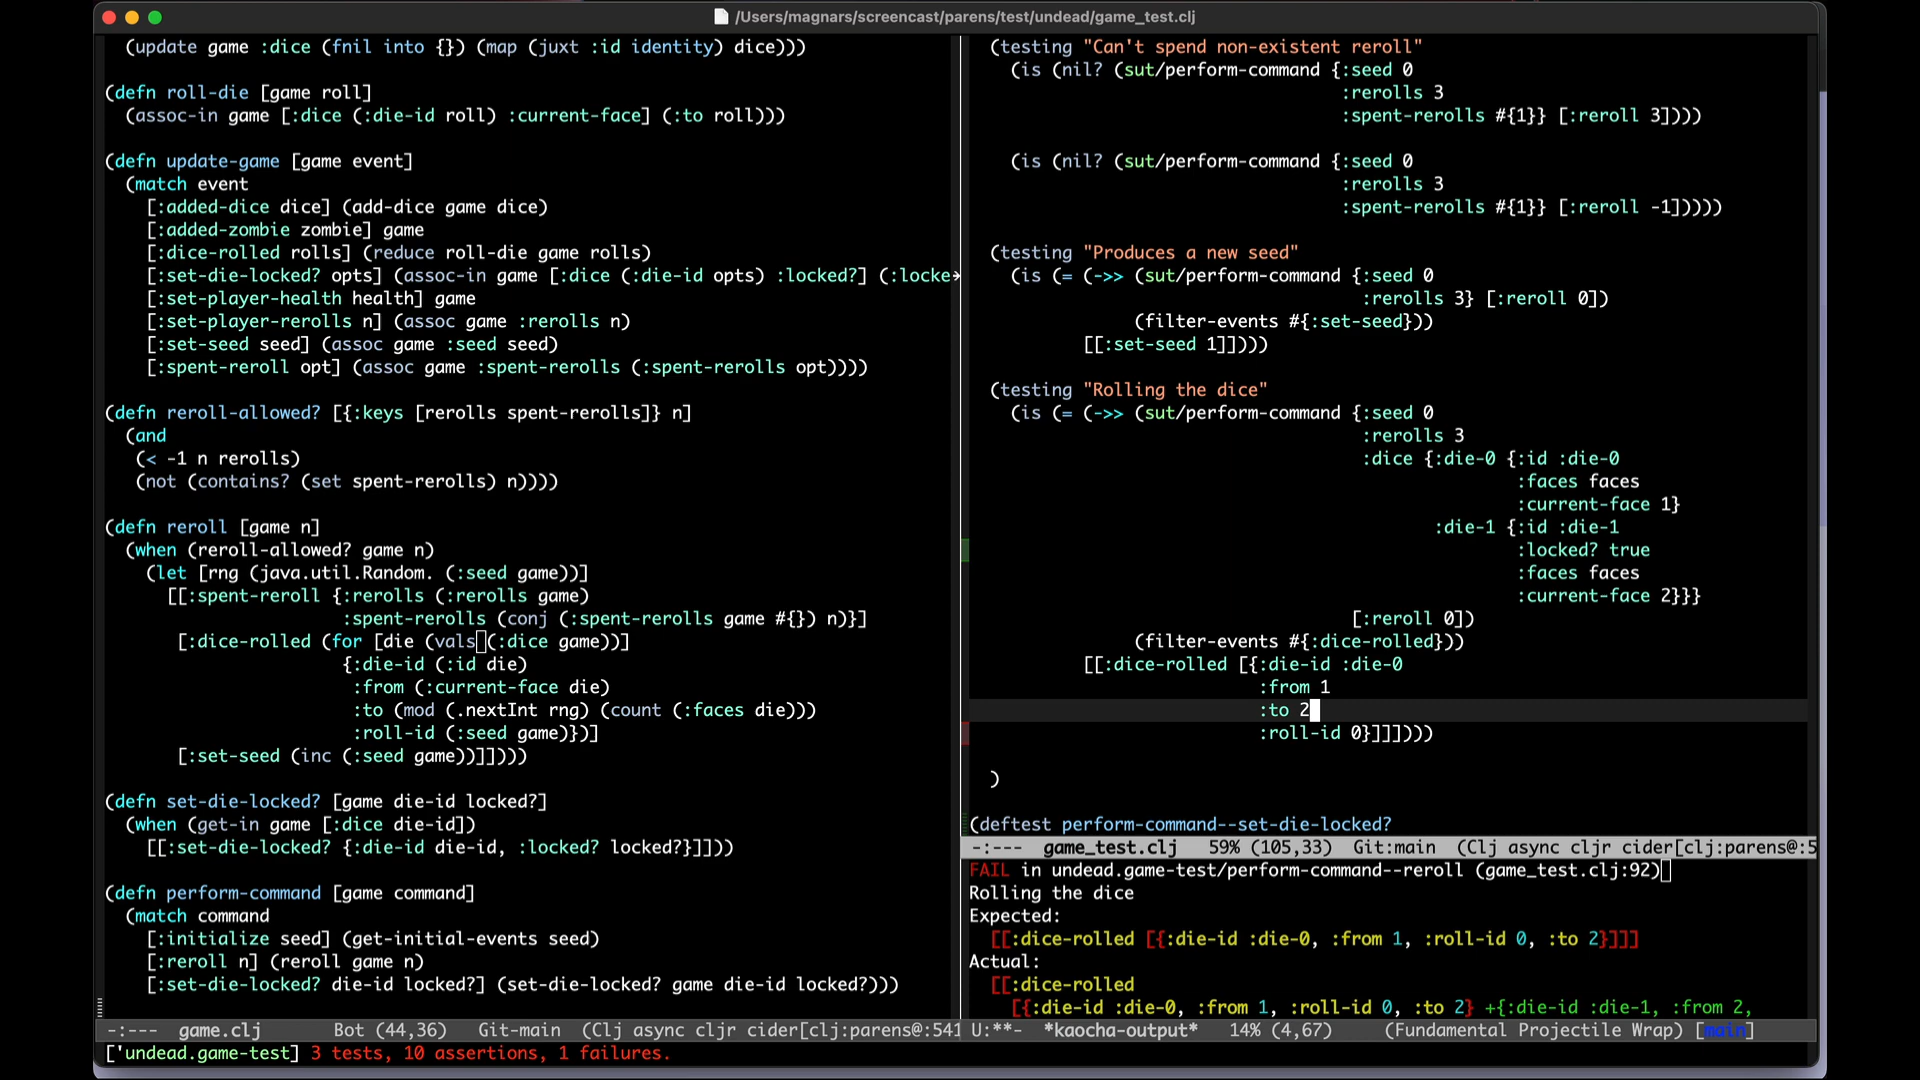 /Users/magnars/screencast/parens/test/undead/game_test.clj
(update game :dice (fnil into {}) (map (juxt :id identity) dice)))
(defn roll-die [game roll]
(assoc-in game [:dice (:die-id roll) :current-face] (:to roll)))
(defn update-game [game event]
(match event
[:added-dice dice] (add-dice game dice)
[:added-zombie zombie] game
[:dice-rolled rolls] (reduce roll-die game rolls)
[:set-die-locked? opts] (assoc-in game [:dice (:die-id opts) :locked?] (:locke
[:set-player-health health] game
[:set-player-rerolls n] (assoc game :rerolls n)
[:set-seed seed] (assoc game :seed seed)
[:spent-reroll opt] (assoc game :spent-rerolls (:spent-rerolls opt))))
(defn reroll-allowed? [{:keys [rerolls spent-rerolls]} n]
(and
(< -1 n rerolls)
(not (contains? (set spent-rerolls) n))))
(defn reroll [game n]
(when (reroll-allowed? game n)
(let [rng (java.util.Random. (:seed game))]
[[:spent-reroll {:rerolls (:rerolls game)
:spent-rerolls (conj (:spent-rerolls game #{}) n)}]
[:dice-rolled (for [die (vals (:dice game))]
{:die-id (:id die)
:from (:current-face die)
:to (mod (.nextInt rng) (count (:faces die)))
:roll-id (:seed game)})]
[:set-seed (inc (:seed game))]])))
(defn set-die-locked? [game die-id locked?]
(when (get-in game [:dice die-id])
[[:set-die-locked? {:die-id die-id, :locked? locked?}]]))
(defn perform-command [game command]
(match command
[:initialize seed] (get-initial-events seed)
[:reroll n] (reroll game n)
[:set-die-locked? die-id locked?] (set-die-locked? game die-id locked?)))
-:--- game.clj Bot (44,36) Git-main (Clj async cljr cider[clj:parens@:541
(testing "Can't spend non-existent reroll"
(is (nil? (sut/perform-command {:seed 0
:rerolls 3
:spent-rerolls #{1}} [:reroll 3])))
(is (nil? (sut/perform-command {:seed 0
:rerolls 3
:spent-rerolls #{1}} [:reroll -1]))))
(testing "Produces a new seed"
(is (= (->> (sut/perform-command {:seed 0
:rerolls 3} [:reroll 0])
(filter-events #{:set-seed}))
[[:set-seed 1]])))
(testing "Rolling the dice"
(is (= (->> (sut/perform-command {:seed 0
:rerolls 3
:dice {:die-0 {:id :die-0
:faces faces
:current-face 1}
:die-1 {:id :die-1
:locked? true
:faces faces
:current-face 2}}}
[:reroll 0])
(filter-events #{:dice-rolled}))
[[:dice-rolled [{:die-id :die-0
:from 1
:to 2
:roll-id 0}]]])))
)
(deftest perform-command--set-die-locked?
-:--- game_test.clj 59% (105,33) Git:main (Clj async cljr cider[clj:parens@:5
FAIL in undead.game-test/perform-command--reroll (game_test.clj:92)
Rolling the dice
Expected:
[[:dice-rolled [{:die-id :die-0, :from 1, :roll-id 0, :to 2}]]]
Actual:
[[:dice-rolled
[{:die-id :die-0, :from 1, :roll-id 0, :to 2} +{:die-id :die-1, :from 2,
U:**- *kaocha-output* 14% (4,67) (Fundamental Projectile Wrap) [main]
['undead.game-test] 3 tests, 10 assertions, 1 failures.